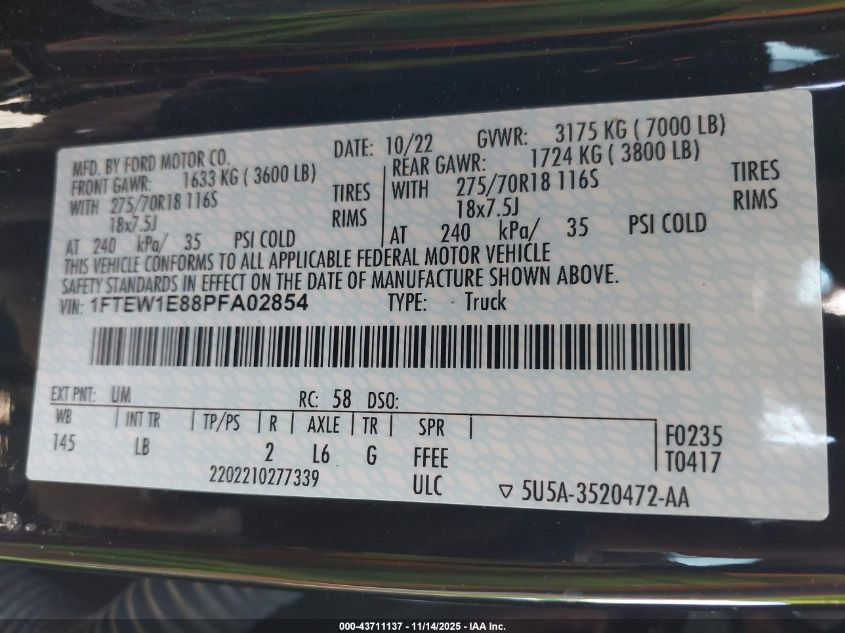 MFD. BY FORD MOTOR CO. DATE: 10/22 GVWR: 3175 KG ( 7000 LB)
FRONT GAWR: 1633 KG ( 3600 LB) REAR GAWR: 1724 KG ( 3800 LB)
WITH 275/70R18 116S TIRES WITH 275/70R18 116S TIRES
18x7.5J RIMS 18x7.5J RIMS
AT 240 kPa/ 35 PSI COLD AT 240 kPa/ 35 PSI COLD
THIS VEHICLE CONFORMS TO ALL APPLICABLE FEDERAL MOTOR VEHICLE
SAFETY STANDARDS IN EFFECT ON THE DATE OF MANUFACTURE SHOWN ABOVE.
VIN: 1FTEW1E88PFA02854 TYPE: Truck
EXT PNT: UM RC: 58 DSO:
WB INT TR TP/PS R AXLE TR SPR
145 LB 2 L6 G FFEE
F0235
T0417
2202210277339 ULC ▽ 5U5A-3520472-AA
000-43711137 - 11/14/2025 - IAA Inc.